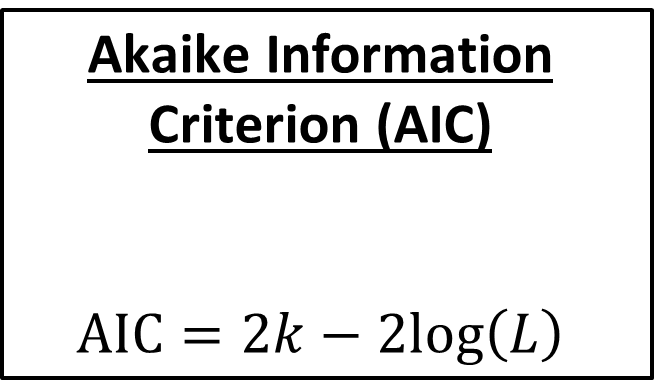 Akaike Information
Criterion (AIC)
AIC = 2k − 2log(L)